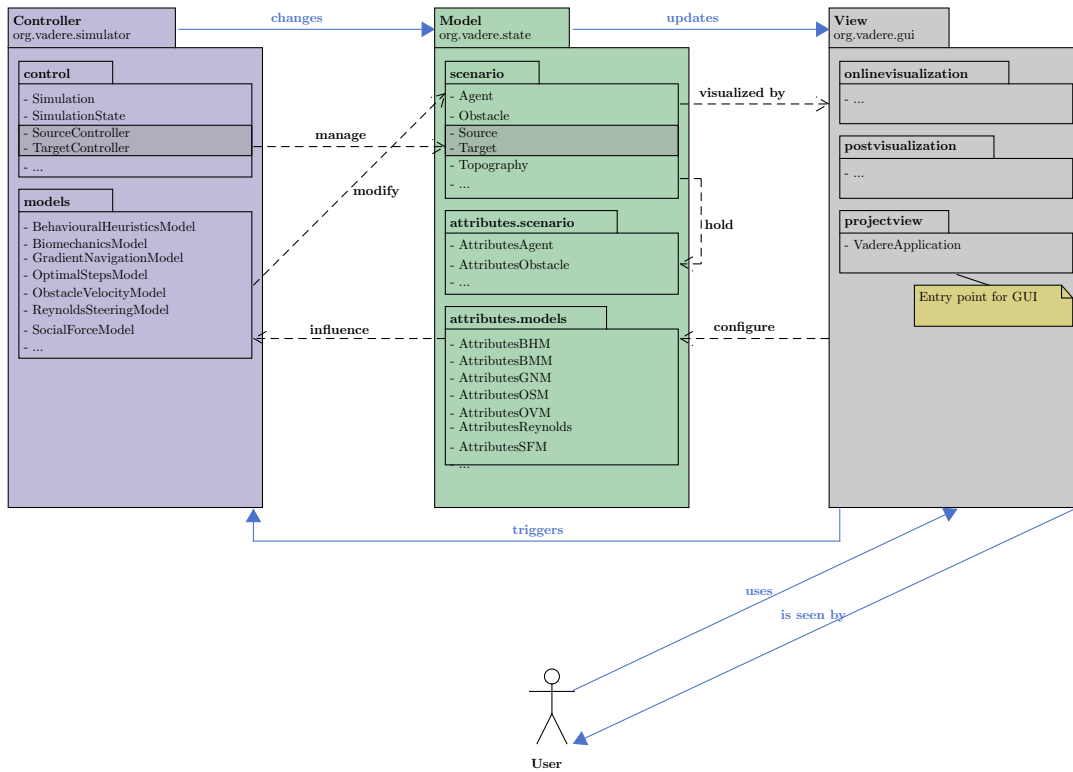 Controller
org.vadere.simulator
changes
Model
org.vadere.state
updates
View
org.vadere.gui
control
- Simulation
- SimulationState
- SourceController
- TargetController
- ...
models
- BehaviouralHeuristicsModel
- BiomechanicsModel
- GradientNavigationModel
- OptimalStepsModel
- ObstacleVelocityModel
- ReynoldsSteeringModel
- SocialForceModel
- ...
manage
modify
influence
scenario
- Agent
- Obstacle
- Source
- Target
- Topography
- ...
hold
attributes.scenario
- AttributesAgent
- AttributesObstacle
- ...
attributes.models
- AttributesBHM
- AttributesBMM
- AttributesGNM
- AttributesOSM
- AttributesOVM
- AttributesReynolds
- AttributesSFM
- ...
visualized by
configure
onlinevisualization
- ...
postvisualization
- ...
projectview
- VadereApplication
Entry point for GUI
triggers
uses
is seen by
User